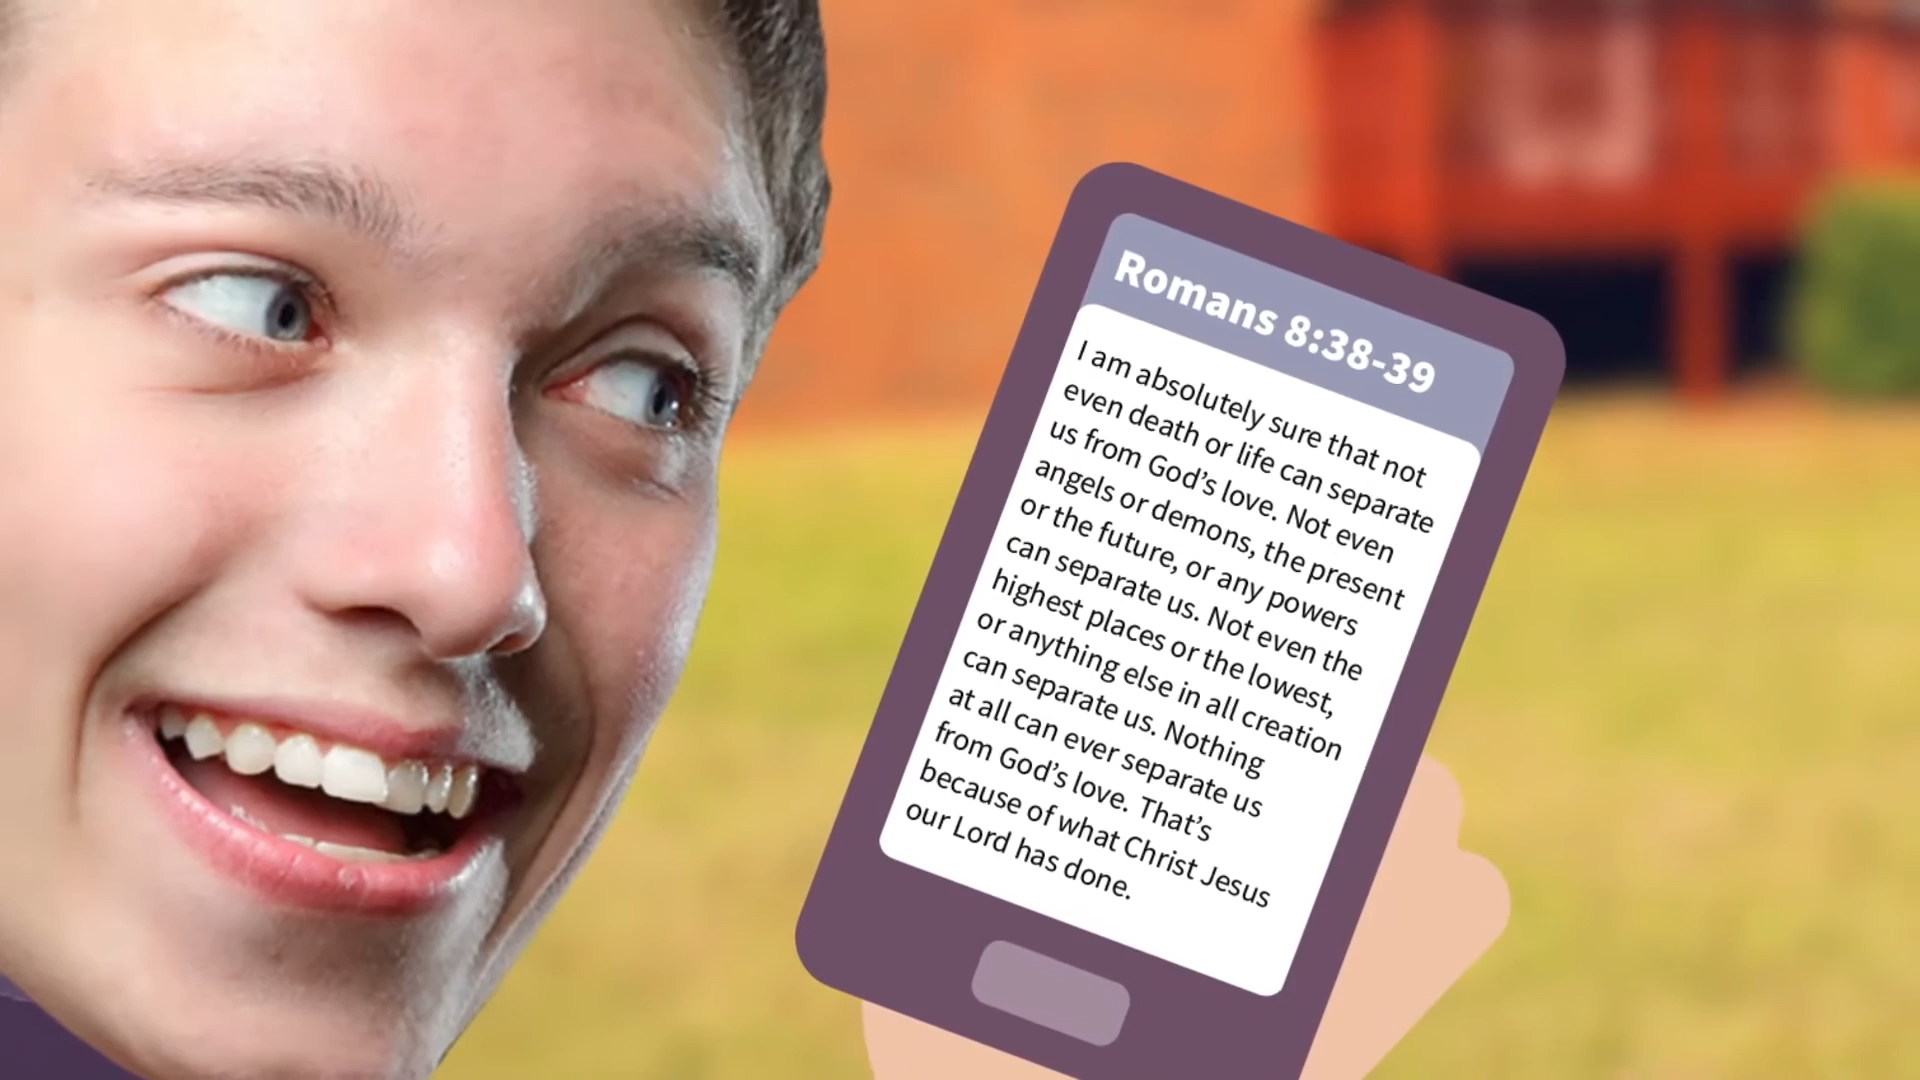 Romans 8:38-39
I am absolutely sure that not
even death or life can separate
us from God’s love. Not even
angels or demons, the present
or the future, or any powers
can separate us. Not even the
highest places or the lowest,
or anything else in all creation
can separate us. Nothing
at all can ever separate us
from God’s love. That’s
because of what Christ Jesus
our Lord has done.